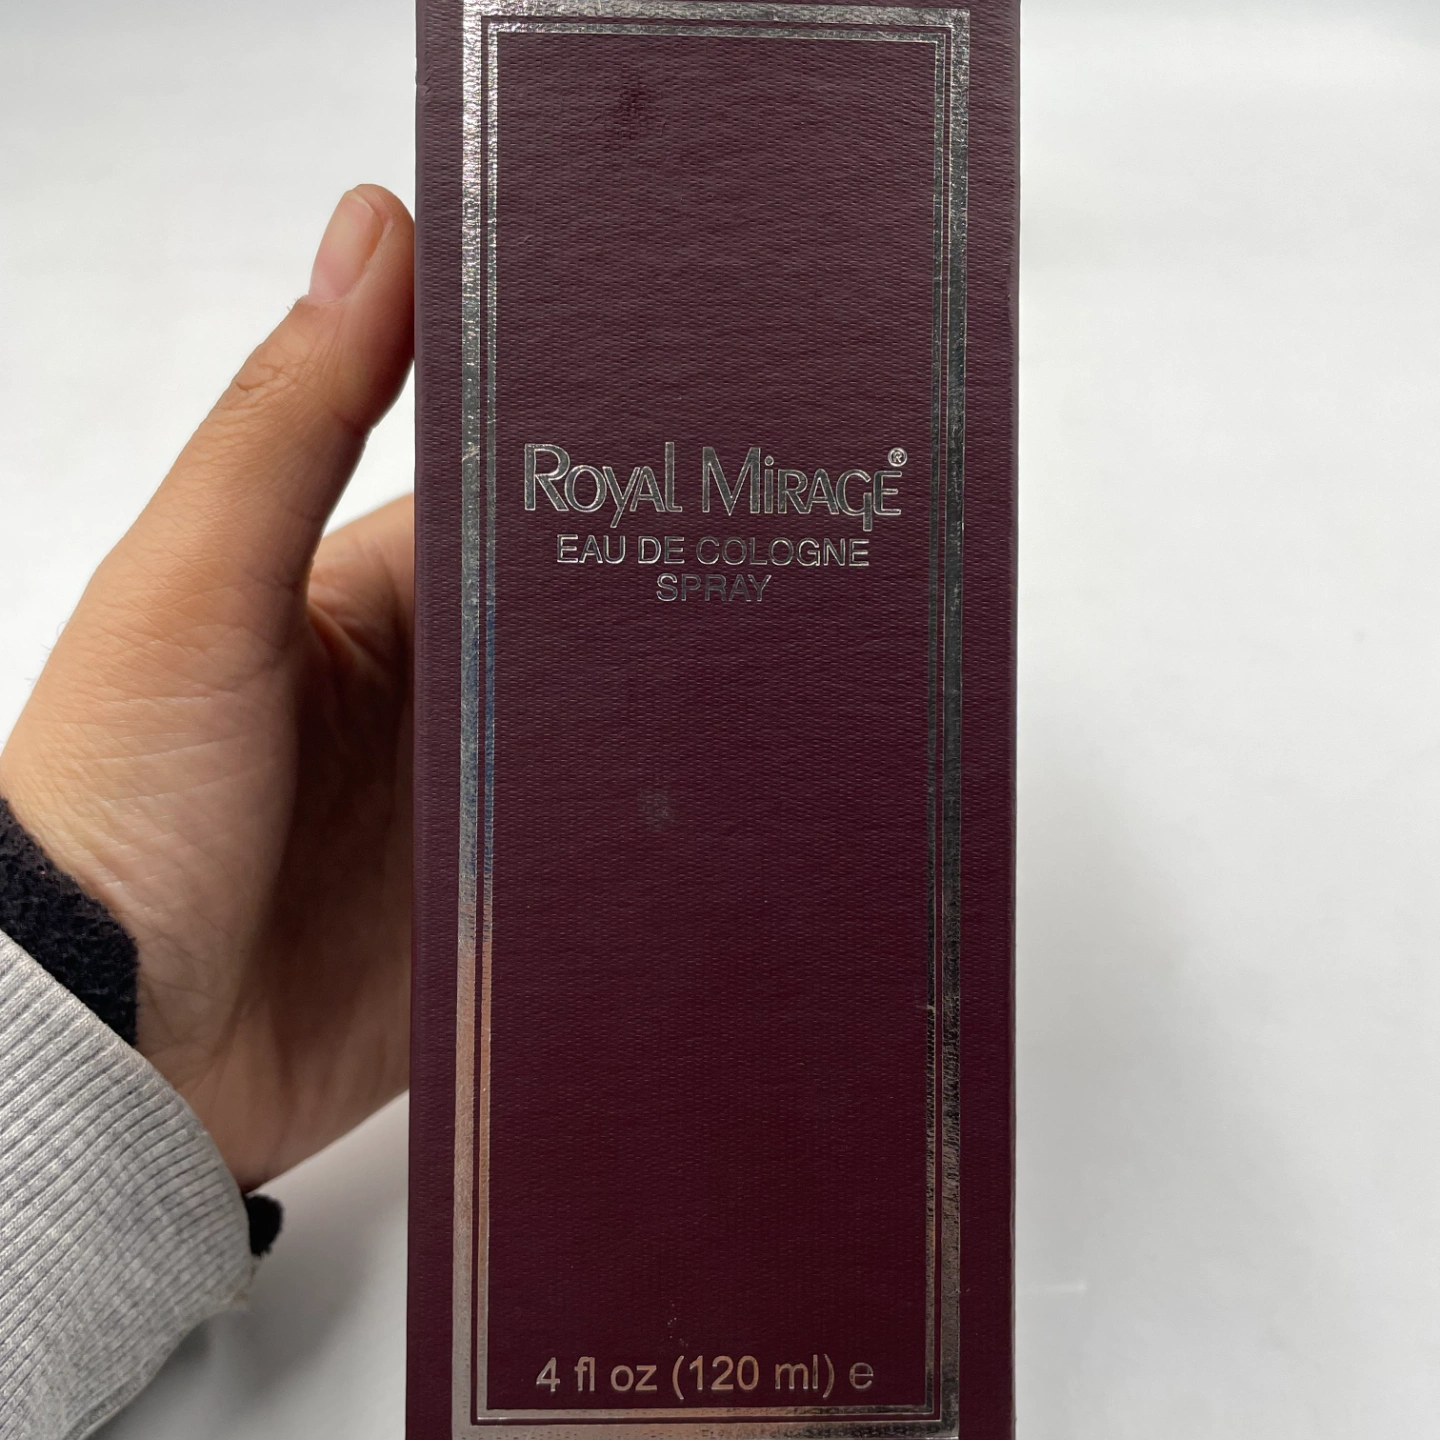 Royal Mirage®
EAU DE COLOGNE
SPRAY
4 fl oz (120 ml) e